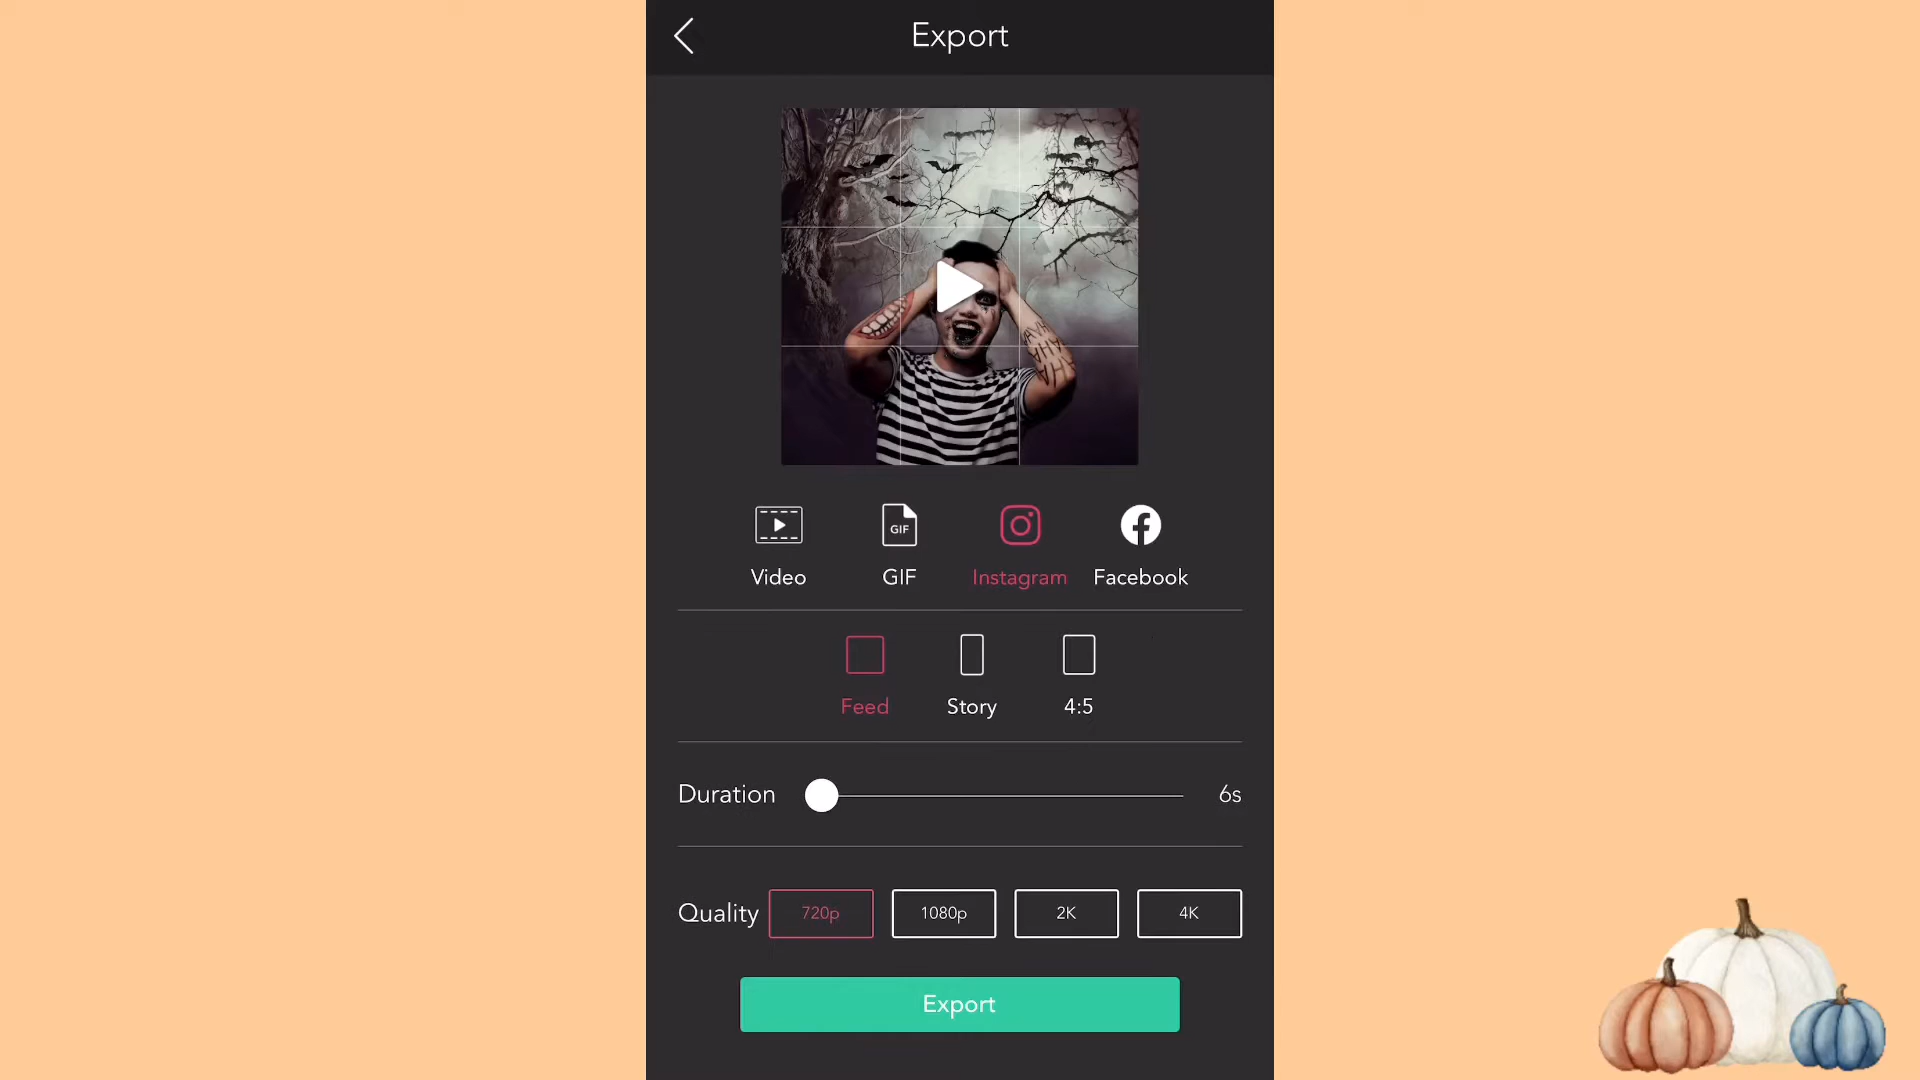 Export
GIF
Video
GIF
Instagram
Facebook
Feed
Story
4:5
Duration
6s
Quality
720p
1080p
2K
4K
Export